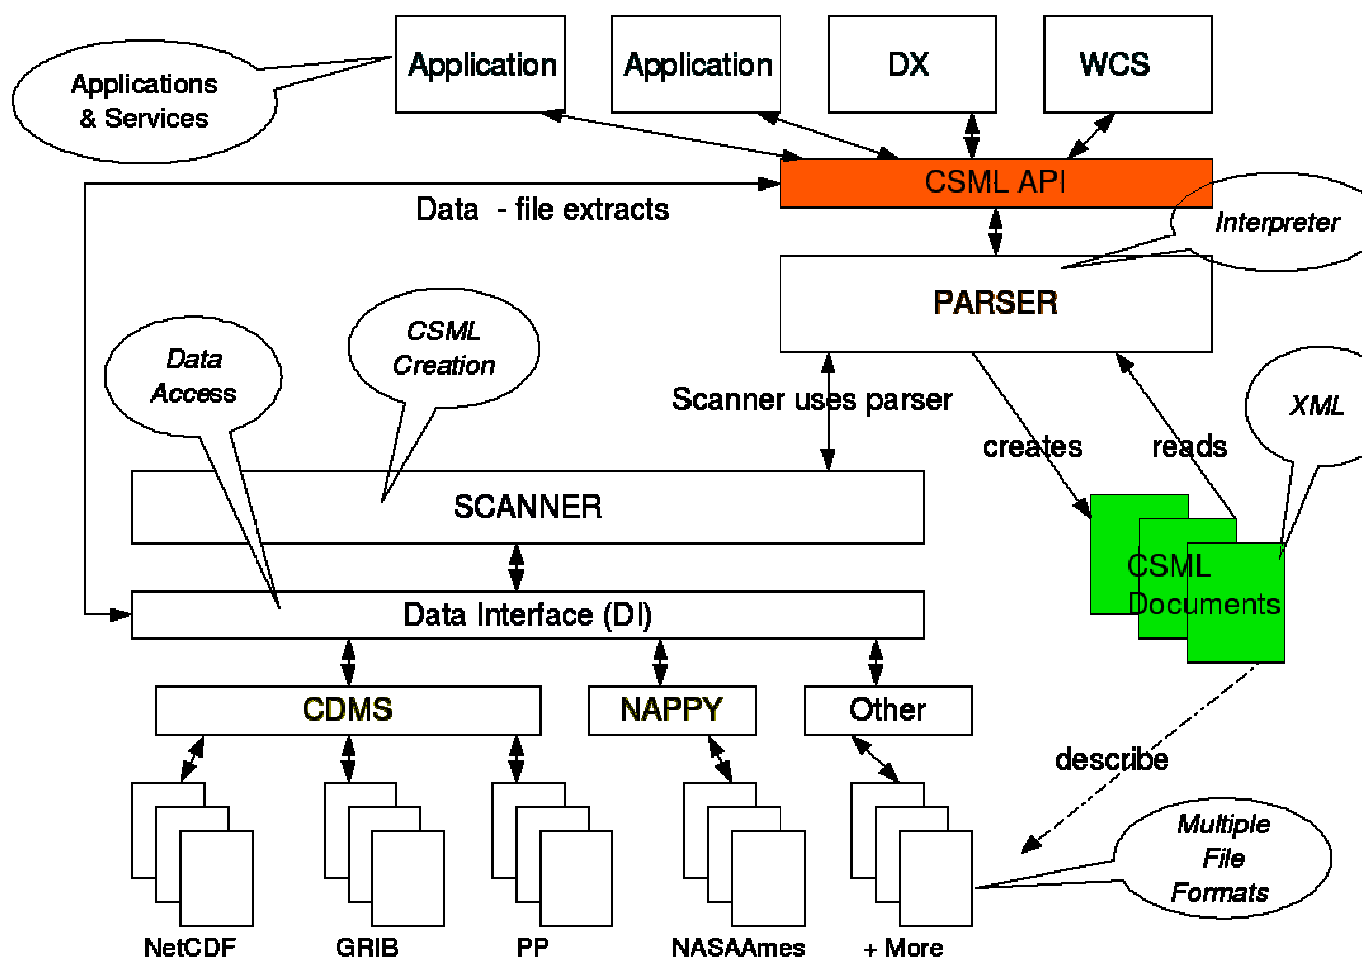 Application
Application
DX
WCS
Applications
& Services
CSML API
Data - file extracts
Interpreter
PARSER
CSML
Creation
Data
Access
Scanner uses parser
XML
creates
reads
SCANNER
CSML
Documents
Data Interface (DI)
CDMS
NAPPY
Other
describe
Multiple
File
Formats
NetCDF
GRIB
PP
NASAAmes
+ More